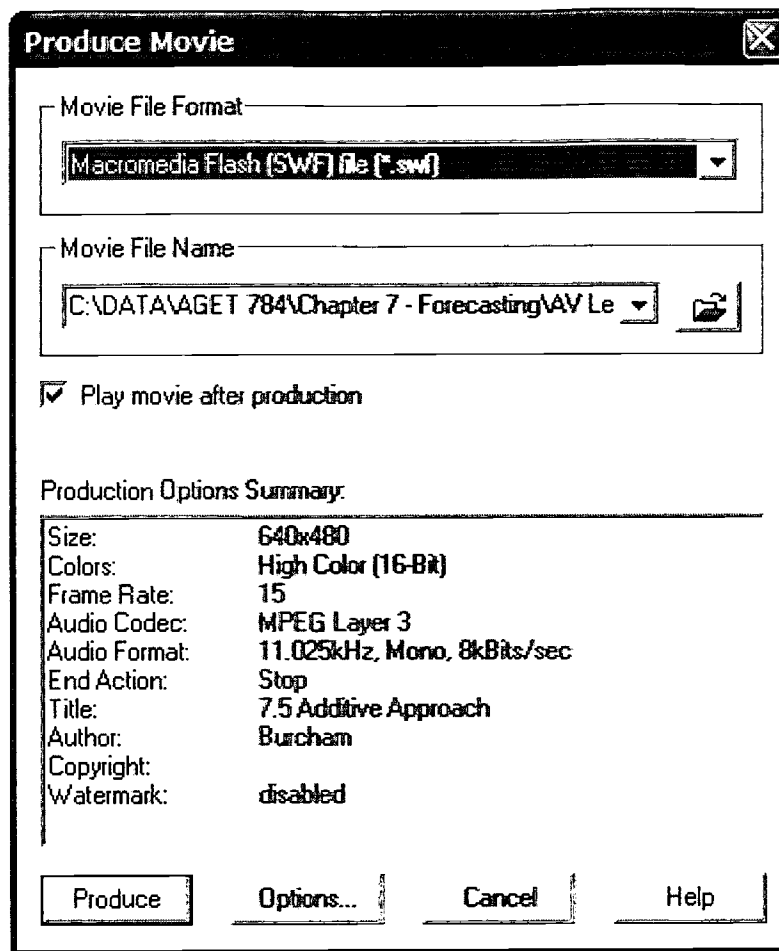 Produce Movie
Movie File Format
Macromedia Flash (SWF) file (*.swf)
Movie File Name
C:\DATA\AGET 784\Chapter 7 - Forecasting\AV Le
Play movie after production
Production Options Summary:
Size: 640x480
Colors: High Color (16-Bit)
Frame Rate: 15
Audio Codec: MPEG Layer 3
Audio Format: 11.025kHz, Mono, 8kBits/sec
End Action: Stop
Title: 7.5 Additive Approach
Author: Burcham
Copyright:
Watermark: disabled
Produce Options... Cancel Help